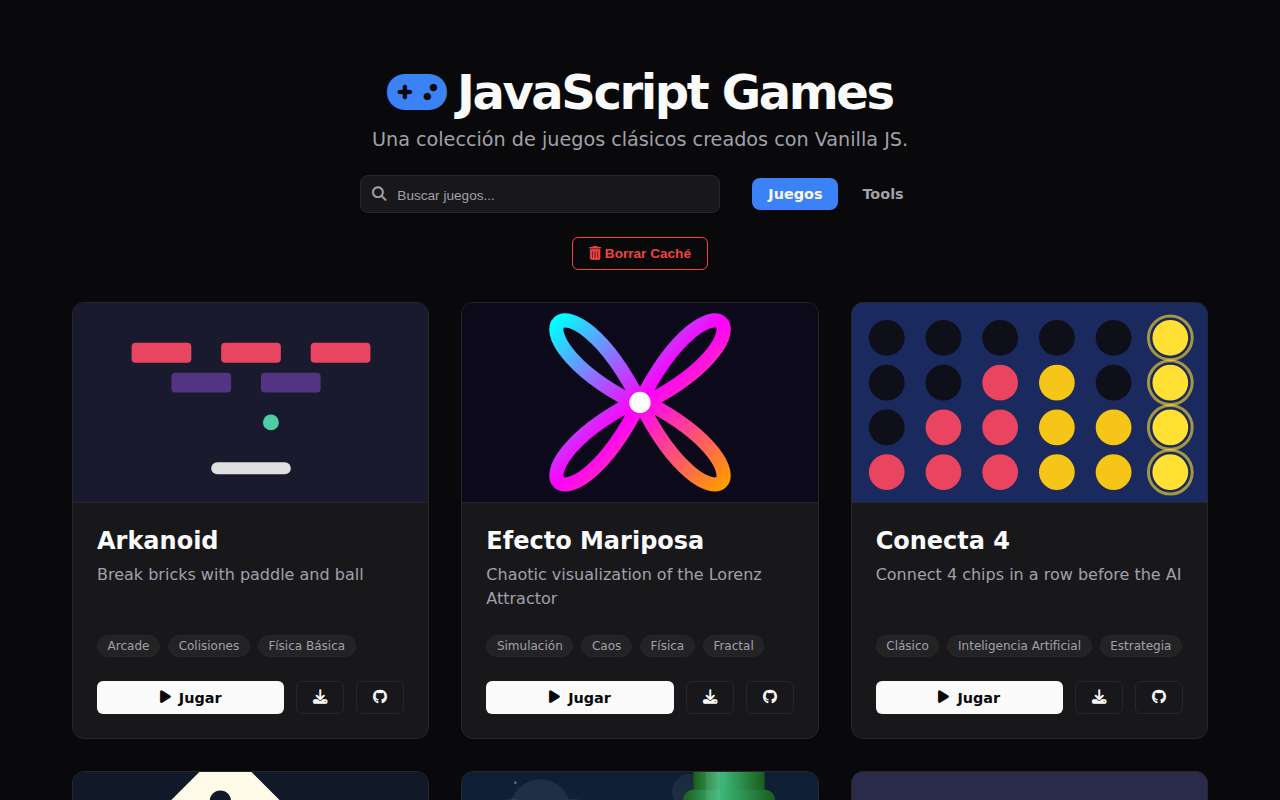 JavaScript Games
Una colección de juegos clásicos creados con Vanilla JS.
Buscar juegos...
Juegos
Tools
Borrar Caché
Arkanoid
Break bricks with paddle and ball
Arcade
Colisiones
Física Básica
Jugar
Efecto Mariposa
Chaotic visualization of the Lorenz
Attractor
Simulación
Caos
Física
Fractal
Jugar
Conecta 4
Connect 4 chips in a row before the AI
Clásico
Inteligencia Artificial
Estrategia
Jugar